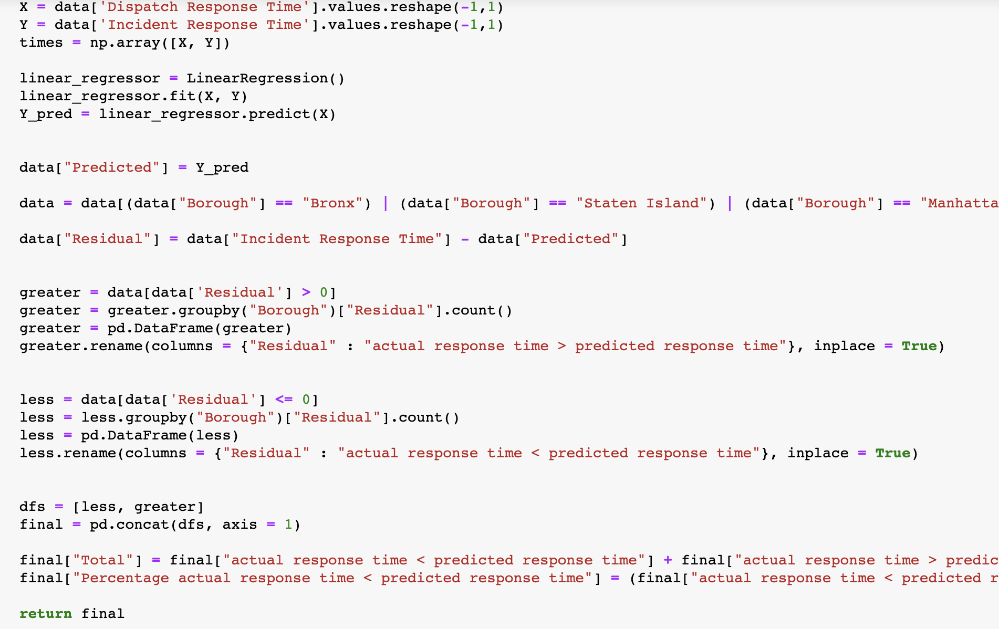 X = data['Dispatch Response Time'].values.reshape(-1,1)
Y = data['Incident Response Time'].values.reshape(-1,1)
times = np.array([X, Y])
linear_regressor = LinearRegression()
linear_regressor.fit(X, Y)
Y_pred = linear_regressor.predict(X)
data["Predicted"] = Y_pred
data = data[(data["Borough"] == "Bronx") | (data["Borough"] == "Staten Island") | (data["Borough"] == "Manhatta
data["Residual"] = data["Incident Response Time"] - data["Predicted"]
greater = data[data['Residual'] > 0]
greater = greater.groupby("Borough")["Residual"].count()
greater = pd.DataFrame(greater)
greater.rename(columns = {"Residual" : "actual response time > predicted response time"}, inplace = True)
less = data[data['Residual'] <= 0]
less = less.groupby("Borough")["Residual"].count()
less = pd.DataFrame(less)
less.rename(columns = {"Residual" : "actual response time < predicted response time"}, inplace = True)
dfs = [less, greater]
final = pd.concat(dfs, axis = 1)
final["Total"] = final["actual response time < predicted response time"] + final["actual response time > predic
final["Percentage actual response time < predicted response time"] = (final["actual response time < predicted r
return final